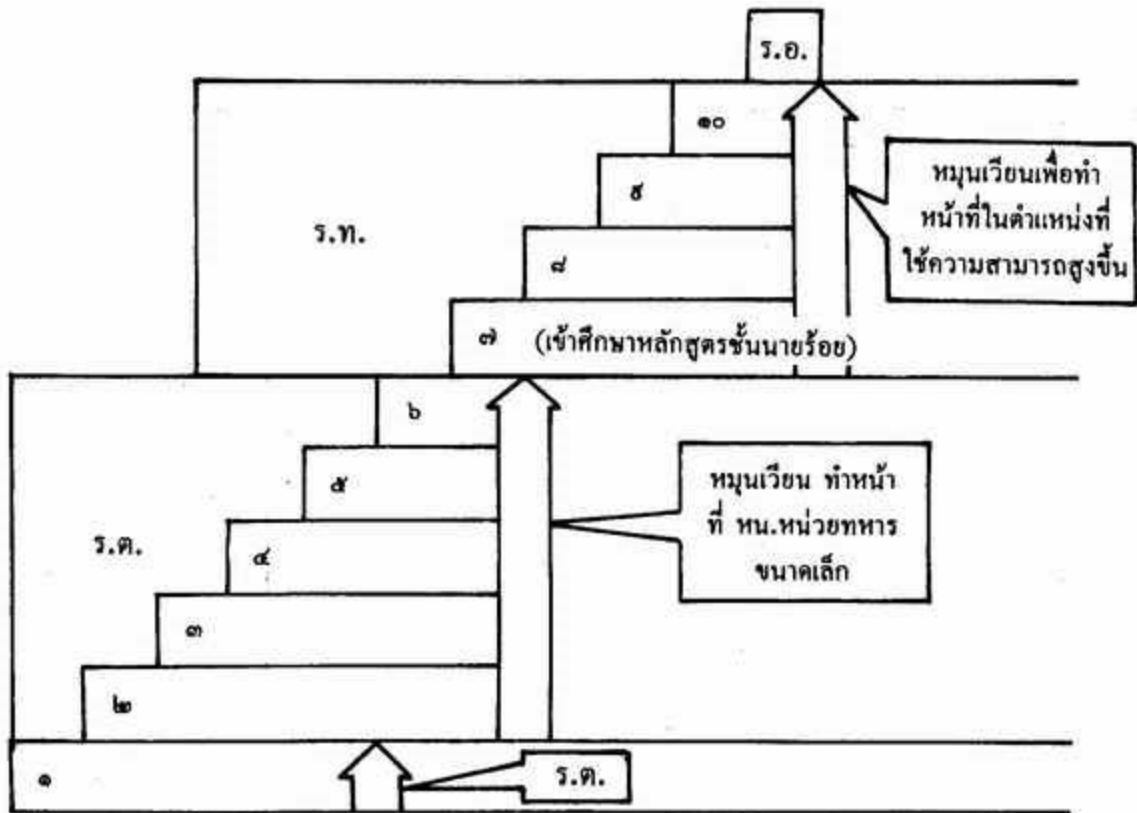 ร.อ.
๑๐
หมุนเวียนเพื่อทำ
หน้าที่ในตำแหน่งที่
ใช้ความสามารถสูงขึ้น
๙
ร.ท.
๘
๗ (เข้าศึกษาหลักสูตรชั้นนายร้อย)
๖
๕
หมุนเวียน ทำหน้า
ที่ หน.หน่วยทหาร
ขนาดเล็ก
ร.ต.
๔
๓
๒
๑
ร.ต.